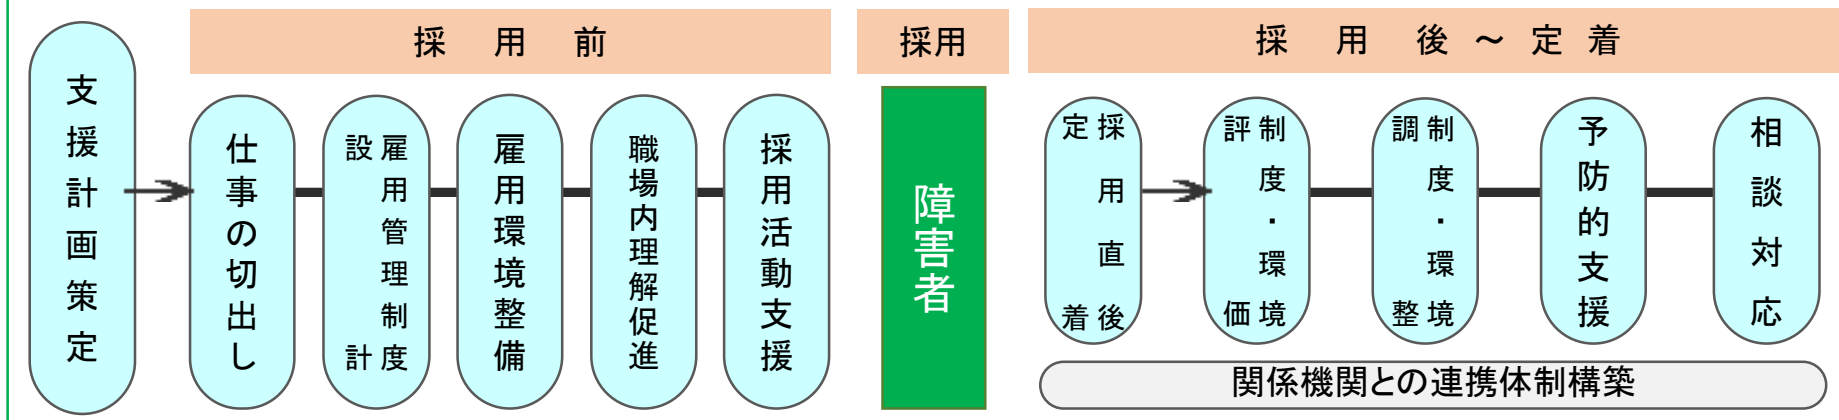 採用前
採用
採用後～定着
支援計画策定
仕事の切出し
雇用管理制度
設計
雇用環境整備
職場内理解促進
採用活動支援
障害者
採用直後
定着
制度・環境
評価
制度・環境
調整
予防的支援
相談対応
関係機関との連携体制構築